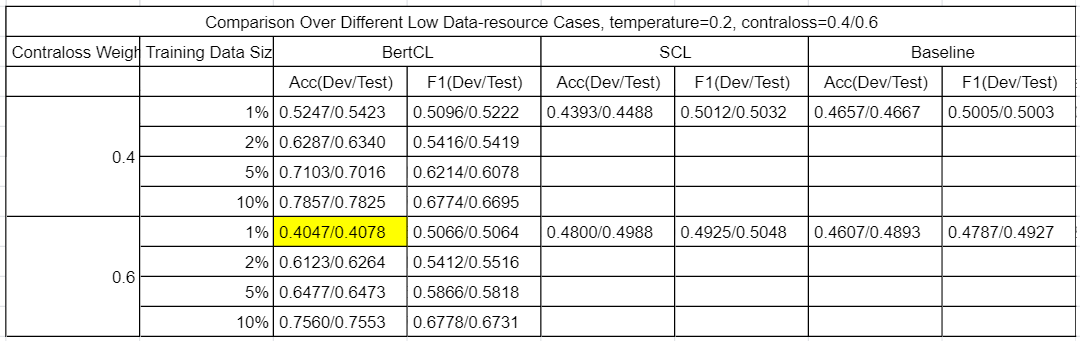 Comparison Over Different Low Data-resource Cases, temperature=0.2, contraloss=0.4/0.6
Contraloss Weigh Training Data Siz BertCL SCL Baseline
Acc(Dev/Test) F1(Dev/Test) Acc(Dev/Test) F1(Dev/Test) Acc(Dev/Test) F1(Dev/Test)
1% 0.5247/0.5423 0.5096/0.5222 0.4393/0.4488 0.5012/0.5032 0.4657/0.4667 0.5005/0.5003
2% 0.6287/0.6340 0.5416/0.5419
0.4
5% 0.7103/0.7016 0.6214/0.6078
10% 0.7857/0.7825 0.6774/0.6695
1% 0.4047/0.4078 0.5066/0.5064 0.4800/0.4988 0.4925/0.5048 0.4607/0.4893 0.4787/0.4927
2% 0.6123/0.6264 0.5412/0.5516
0.6
5% 0.6477/0.6473 0.5866/0.5818
10% 0.7560/0.7553 0.6778/0.6731